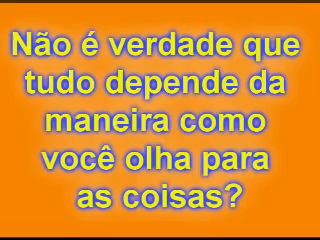 Não é verdade que
tudo depende da
maneira como
você olha para
as coisas?